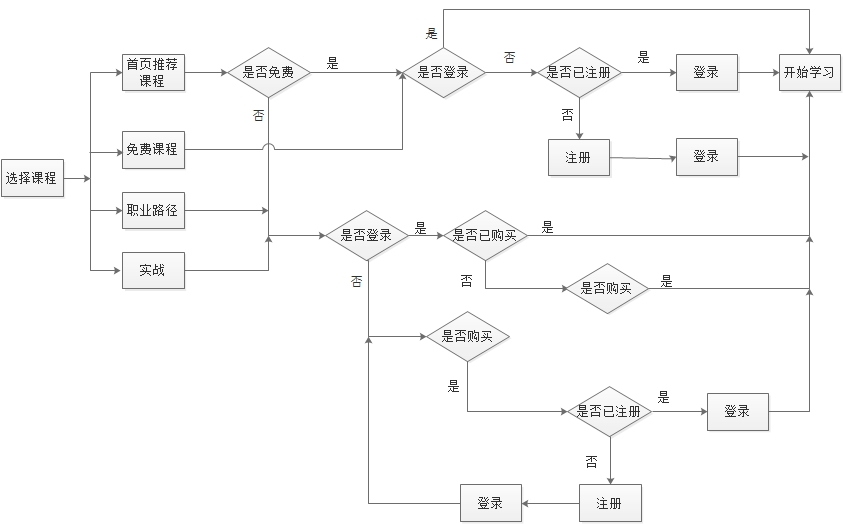 是
首页推荐
课程
是否免费
是
是否登录
否
是否已注册
是
登录
开始学习
否
否
免费课程
注册
登录
选择课程
职业路径
是否登录
是
是否已购买
是
实战
否
否
是否购买
是
是否购买
是
是否已注册
是
登录
否
登录
注册